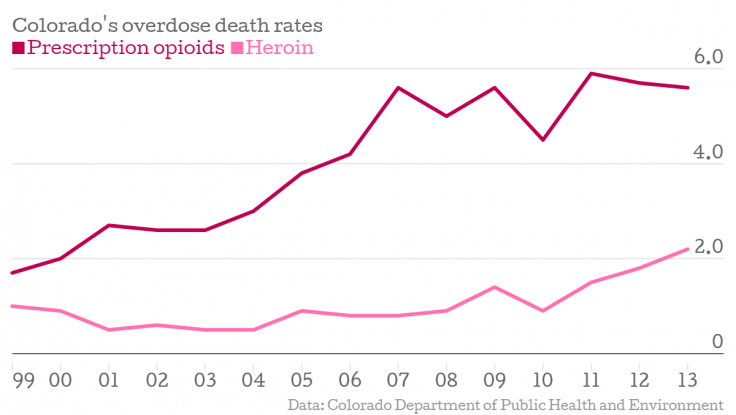 Colorado's overdose death rates
Prescription opioids Heroin
6.0
4.0
2.0
0
99 00 01 02 03 04 05 06 07 08 09 10 11 12 13
Data: Colorado Department of Public Health and Environment